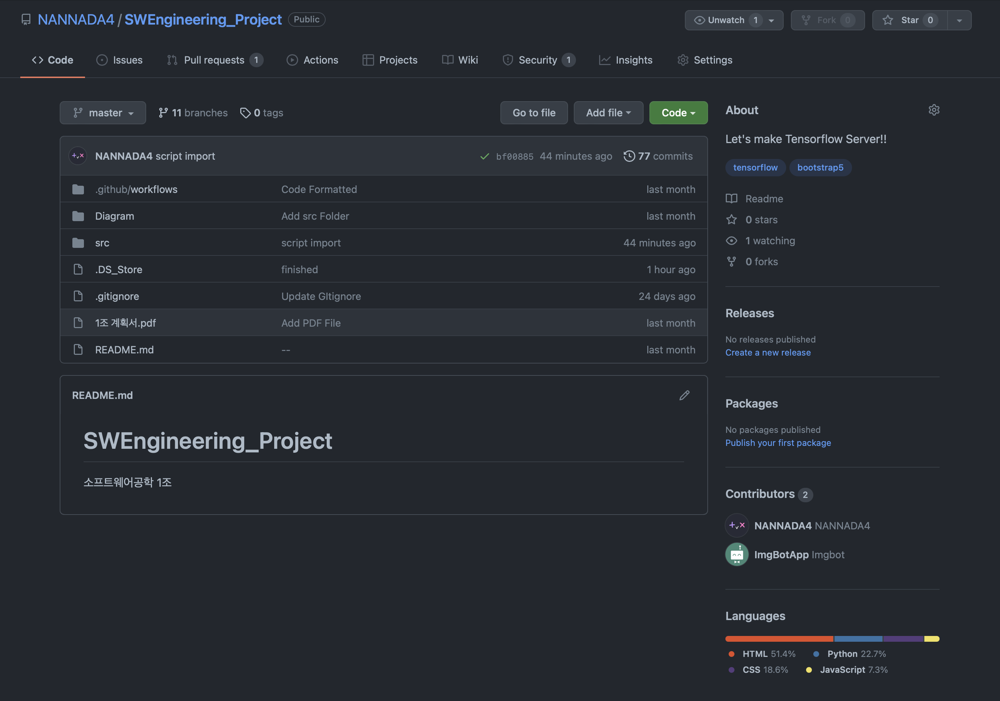 NANNADA4 / SWEngineering_Project Public
Unwatch 1 Fork 0 Star 0
Code Issues Pull requests 1 Actions Projects Wiki Security 1 Insights Settings
master 11 branches 0 tags Go to file Add file Code
NANNADA4 script import bf00885 44 minutes ago 77 commits
.github/workflows Code Formatted last month
Diagram Add src Folder last month
src script import 44 minutes ago
.DS_Store finished 1 hour ago
.gitignore Update GItignore 24 days ago
1조 계획서.pdf Add PDF File last month
README.md -- last month
README.md
SWEngineering_Project
소프트웨어공학 1조
About
Let's make Tensorflow Server!!
tensorflow bootstrap5
Readme
0 stars
1 watching
0 forks
Releases
No releases published
Create a new release
Packages
No packages published
Publish your first package
Contributors 2
NANNADA4 NANNADA4
ImgBotApp Imgbot
Languages
HTML 51.4% Python 22.7%
CSS 18.6% JavaScript 7.3%